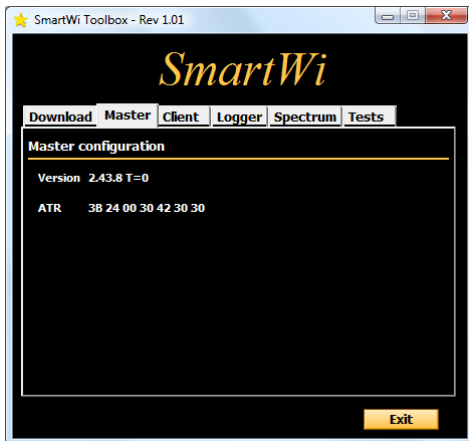 SmartWi Toolbox - Rev 1.01
SmartWi
Download Master Client Logger Spectrum Tests
Master configuration
Version 2.43.8 T=0
ATR 3B 24 00 30 42 30 30
Exit